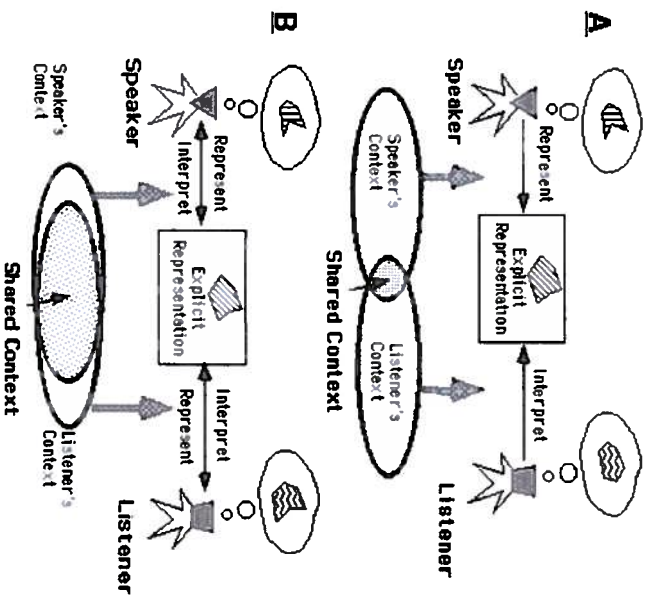 A
Represent
Interpret
Explicit
Representation
Speaker
Listener
Speaker's
Context
Listener's
Context
Shared Context
B
Represent
Interpret
Interpret
Represent
Explicit
Representation
Speaker
Listener
Speaker's
Context
Listener's
Context
Shared Context